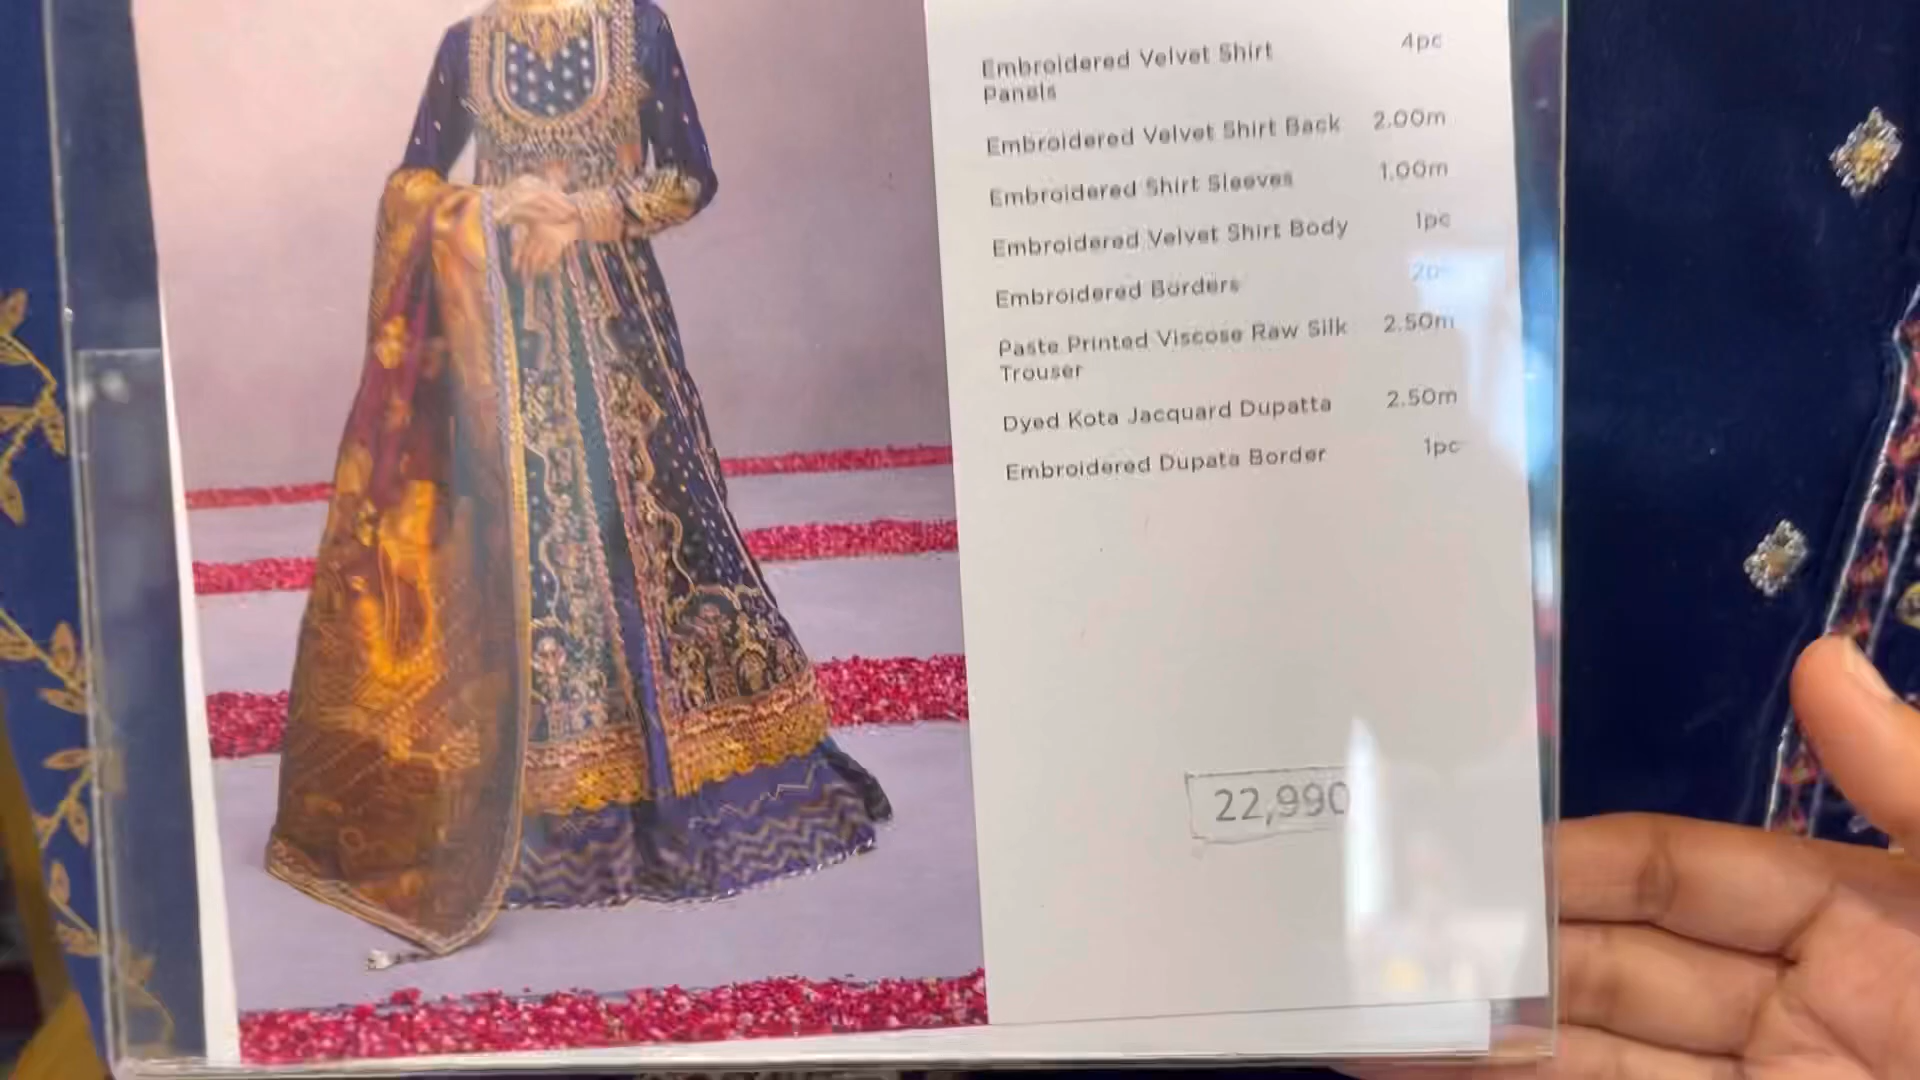 Embroidered Velvet Shirt 4pc
Panels
Embroidered Velvet Shirt Back 2.00m
Embroidered Shirt Sleeves 1.00m
Embroidered Velvet Shirt Body 1pc
Embroidered Borders
Paste Printed Viscose Raw Silk 2.50m
Trouser
Dyed Kota Jacquard Dupatta 2.50m
Embroidered Dupata Border 1pc
22,990